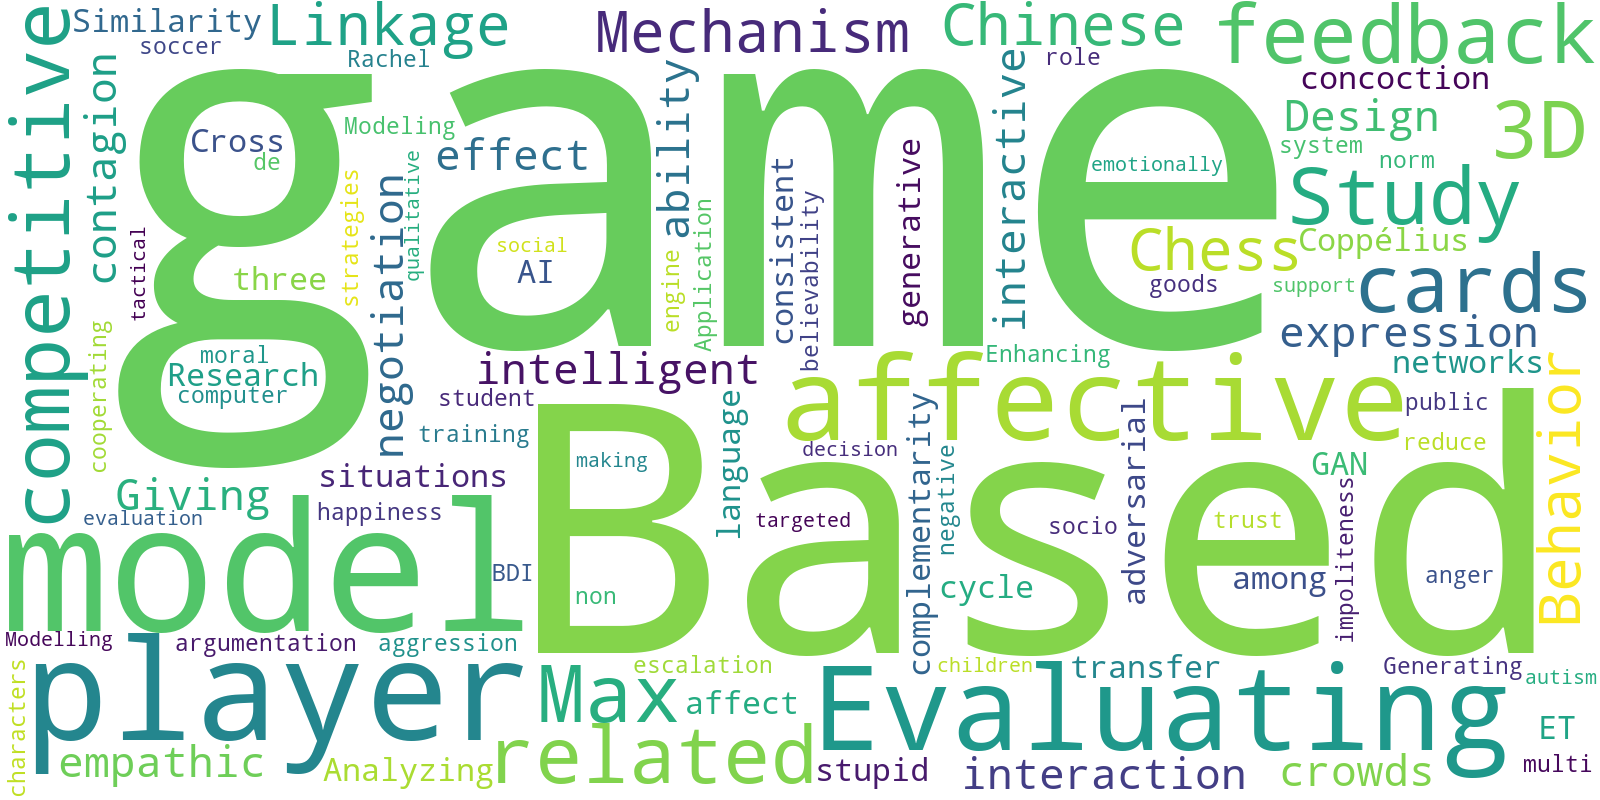 Similarity
Linkage
Mechanism
Chinese
feedback
soccer
Rachel
role
concoction
competitive
contagion
game
Cross
de
Modeling
effect
ability
interactive
Design
3D
system
norm
emotionally
Study
consistent
generative
believability
qualitative
strategies
negotiation
tactical
three
social
AI
engine
Application
Chess
Coppélius
goods
support
cards
expression
cooperating
moral
Research
computer
intelligent
Enhancing
networks
affective
Behavior
student
training
language
public
reduce
decision
making
Based
situations
Giving
happiness
evaluation
model
BDI
non
targeted
complementarity
negative
socio
adversarial
trust
GAN
impoliteness
among
anger
cycle
Modelling
argumentation
aggression
escalation
children
transfer
Generating
autism
characters
player
Max
affect
Evaluating
ET
empathic
Analyzing
related
stupid
interaction
crowds
multi